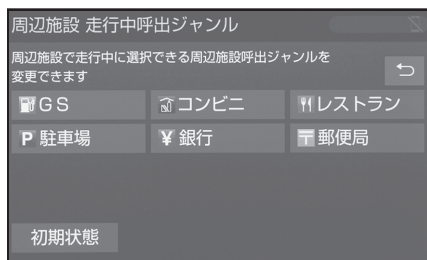 周辺施設 走行中呼出ジャンル
周辺施設で走行中に選択できる周辺施設呼出ジャンルを
変更できます
GS コンビニ レストラン
P 駐車場 ¥ 銀行 〒郵便局
初期状態